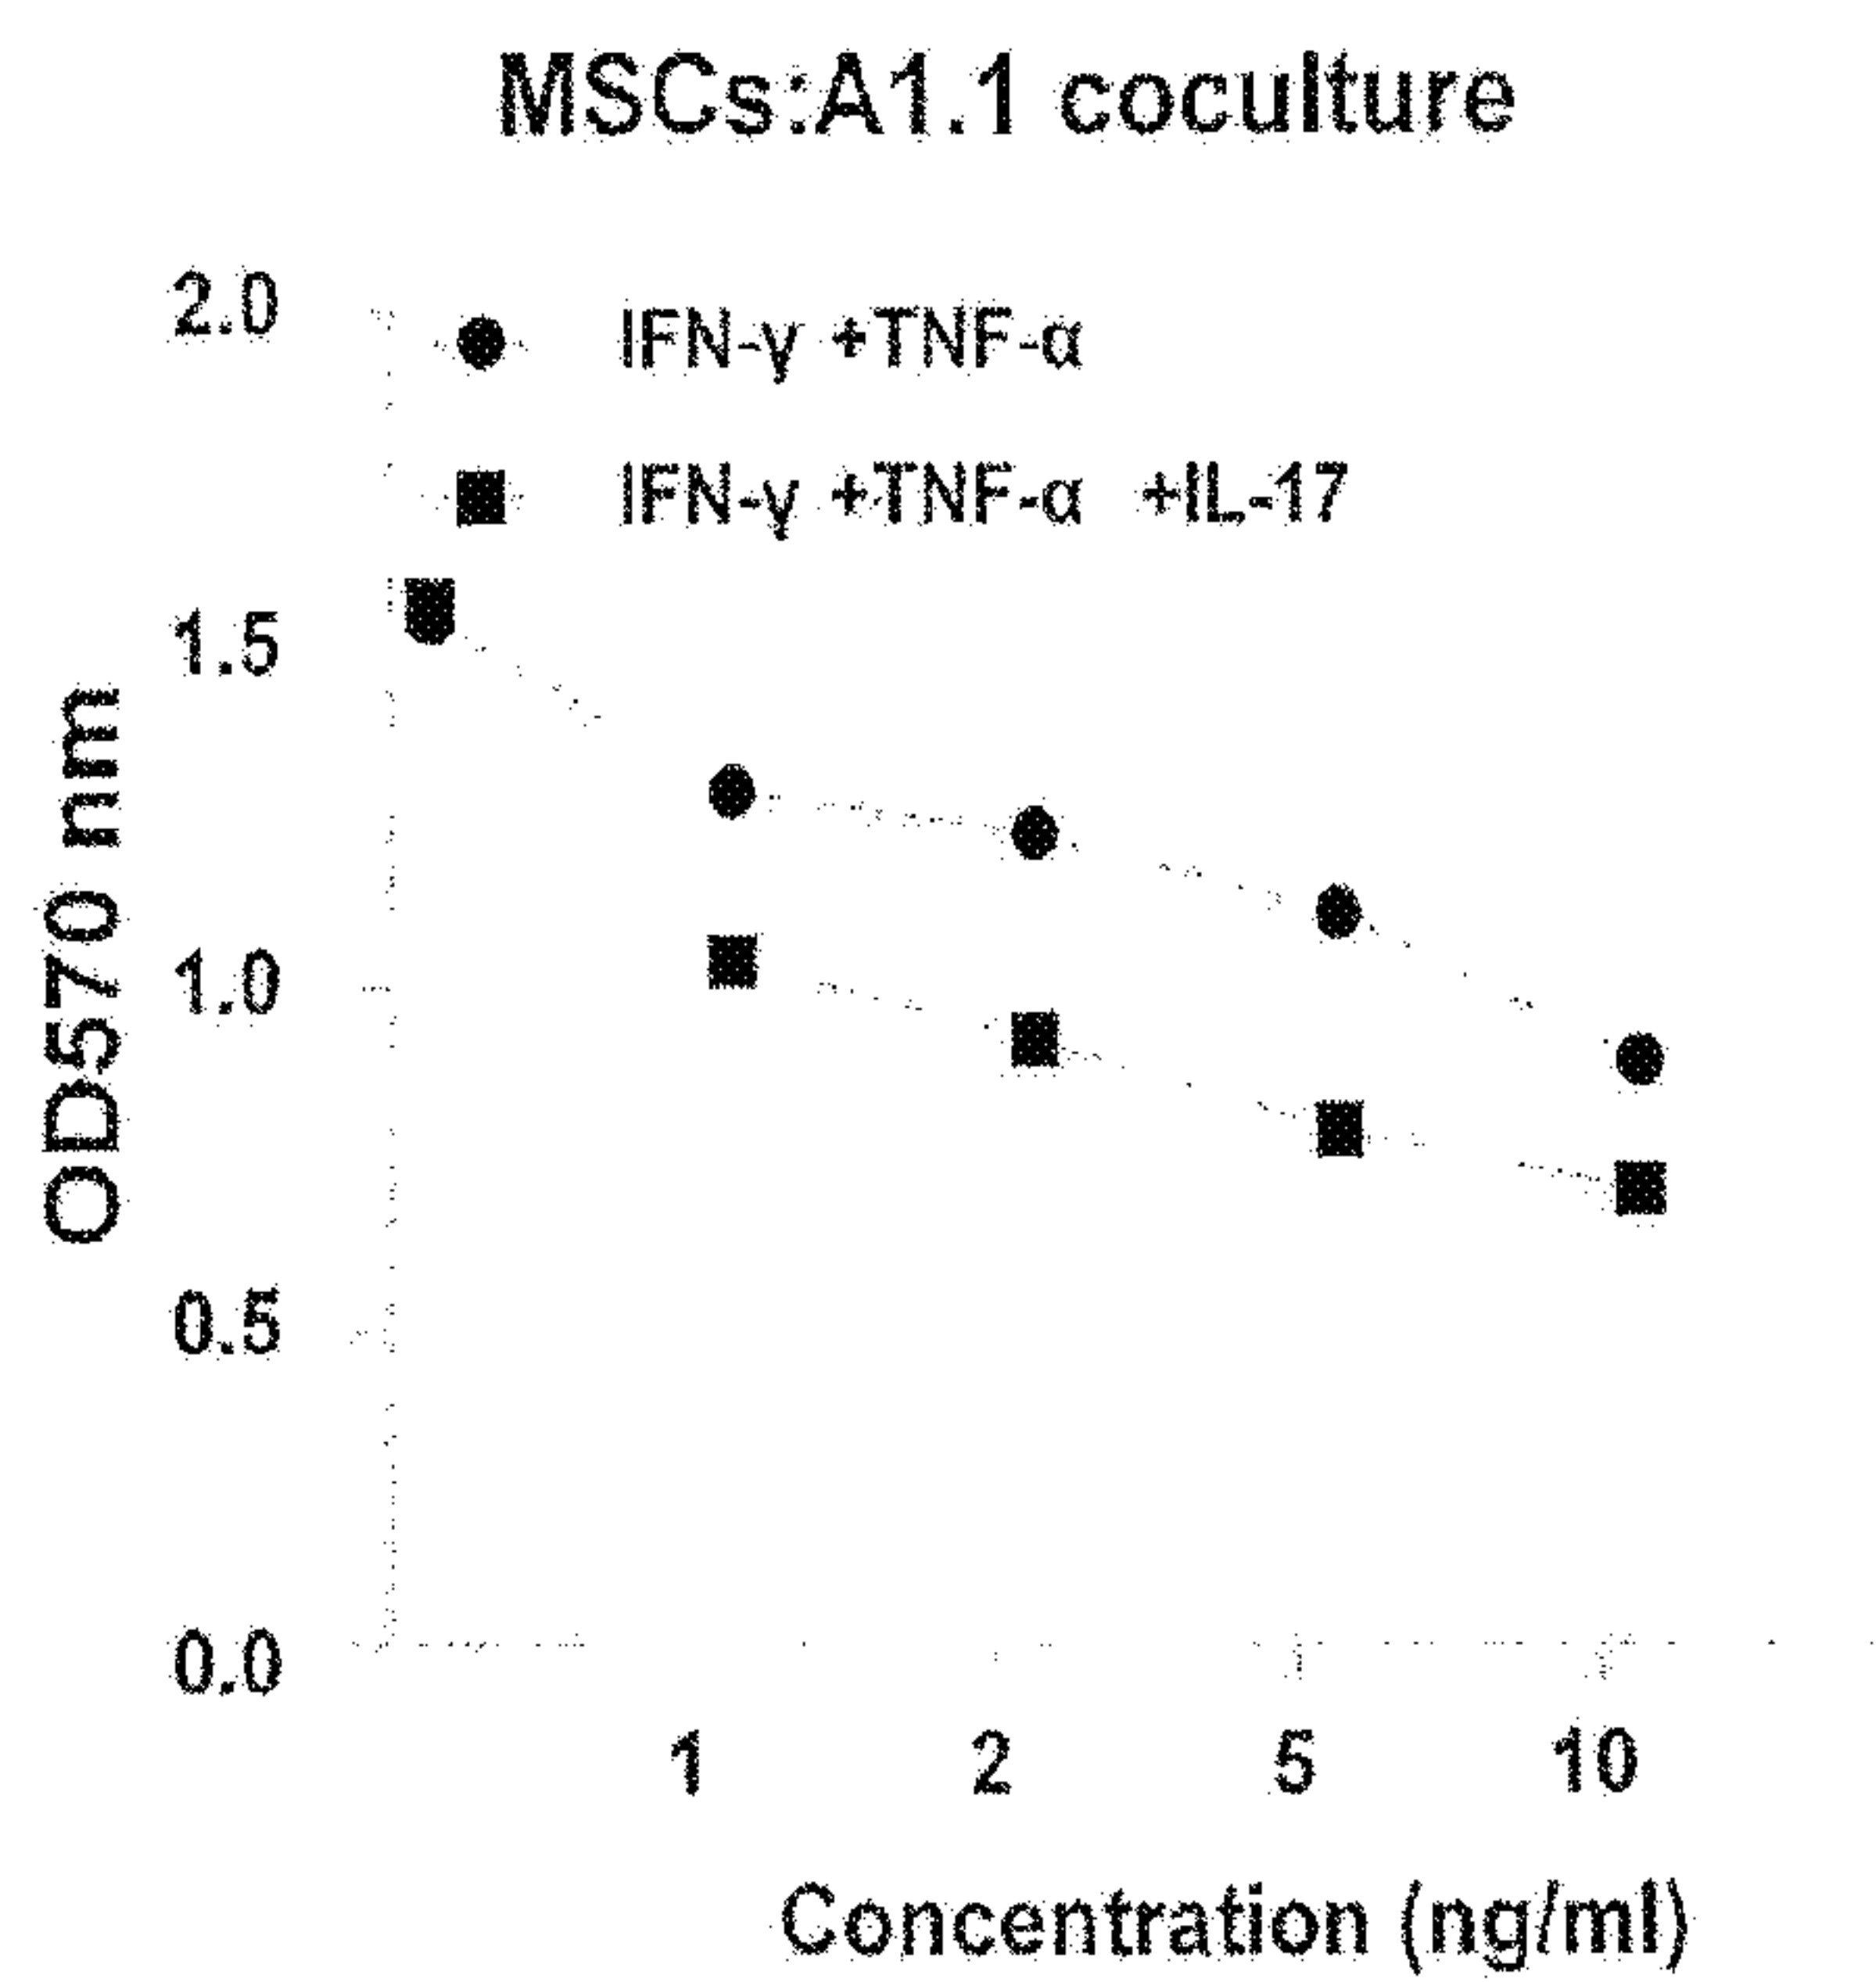 MSCs:A1.1 coculture
2.0
IFN-γ +TNF-α
IFN-γ +TNF-α +IL-17
1.5
OD570 nm
1.0
0.5
0.0
1 2 5 10
Concentration (ng/ml)